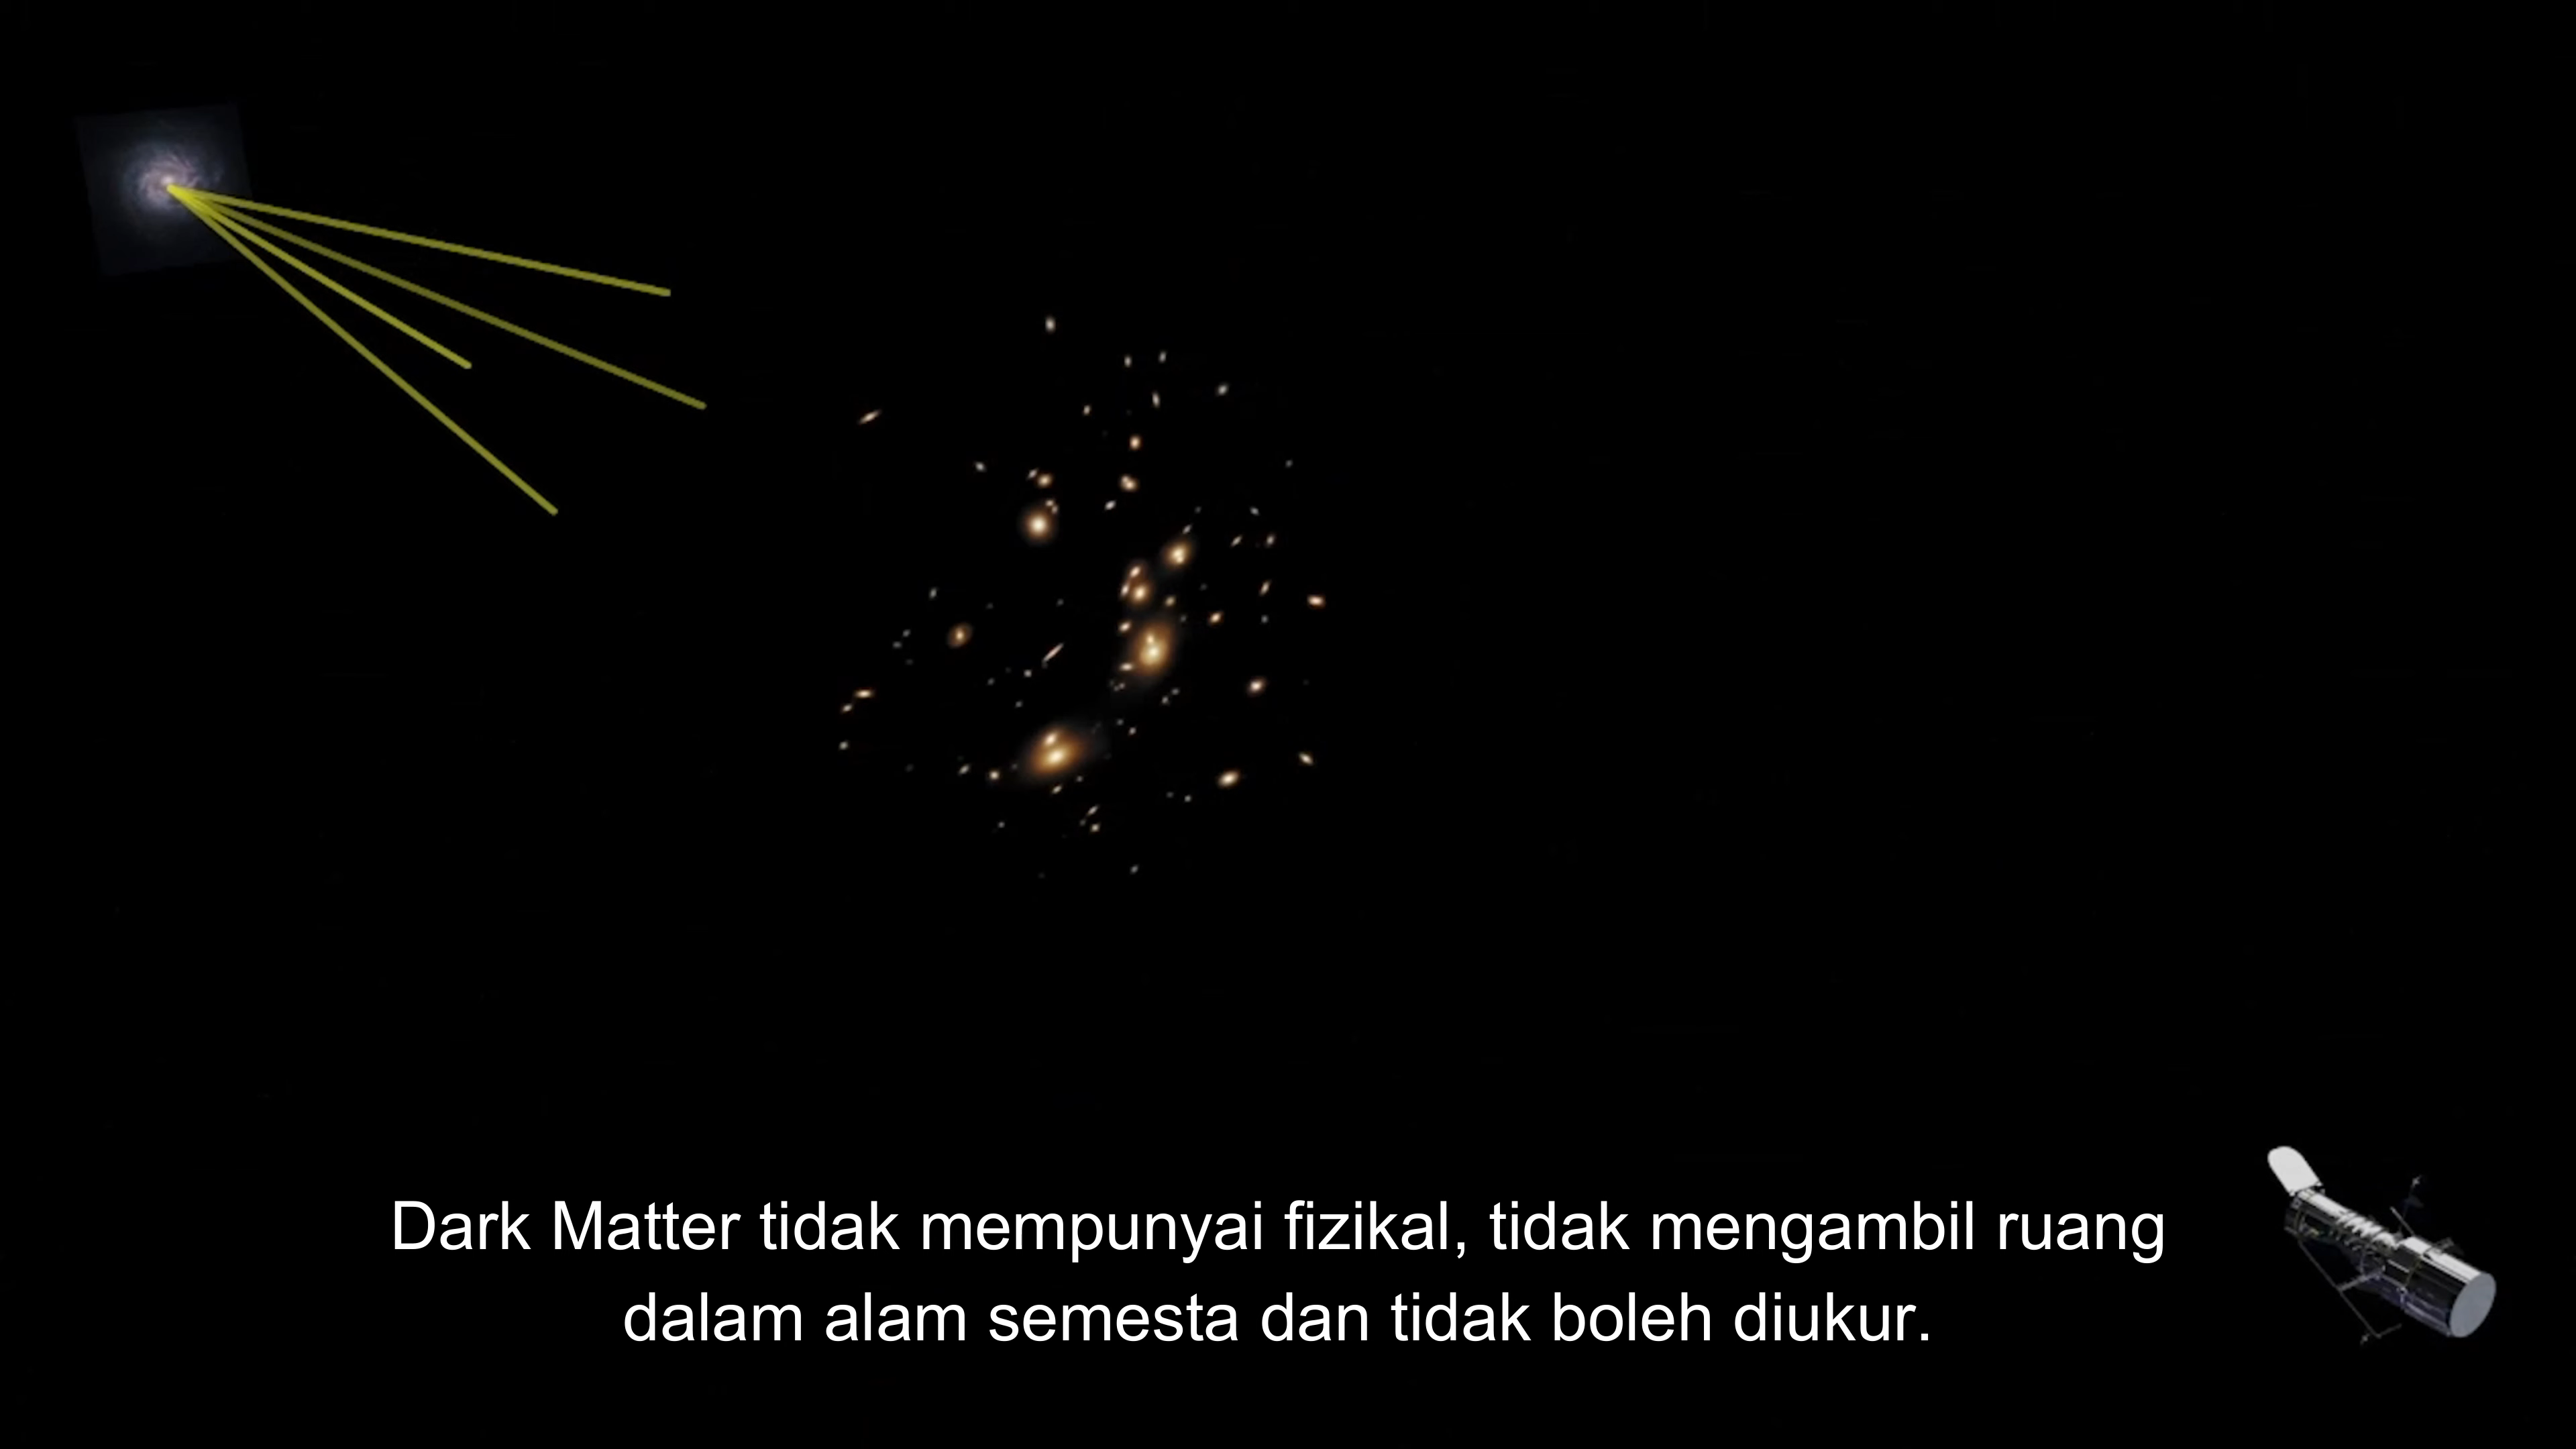 Dark Matter tidak mempunyai fizikal, tidak mengambil ruang
dalam alam semesta dan tidak boleh diukur.